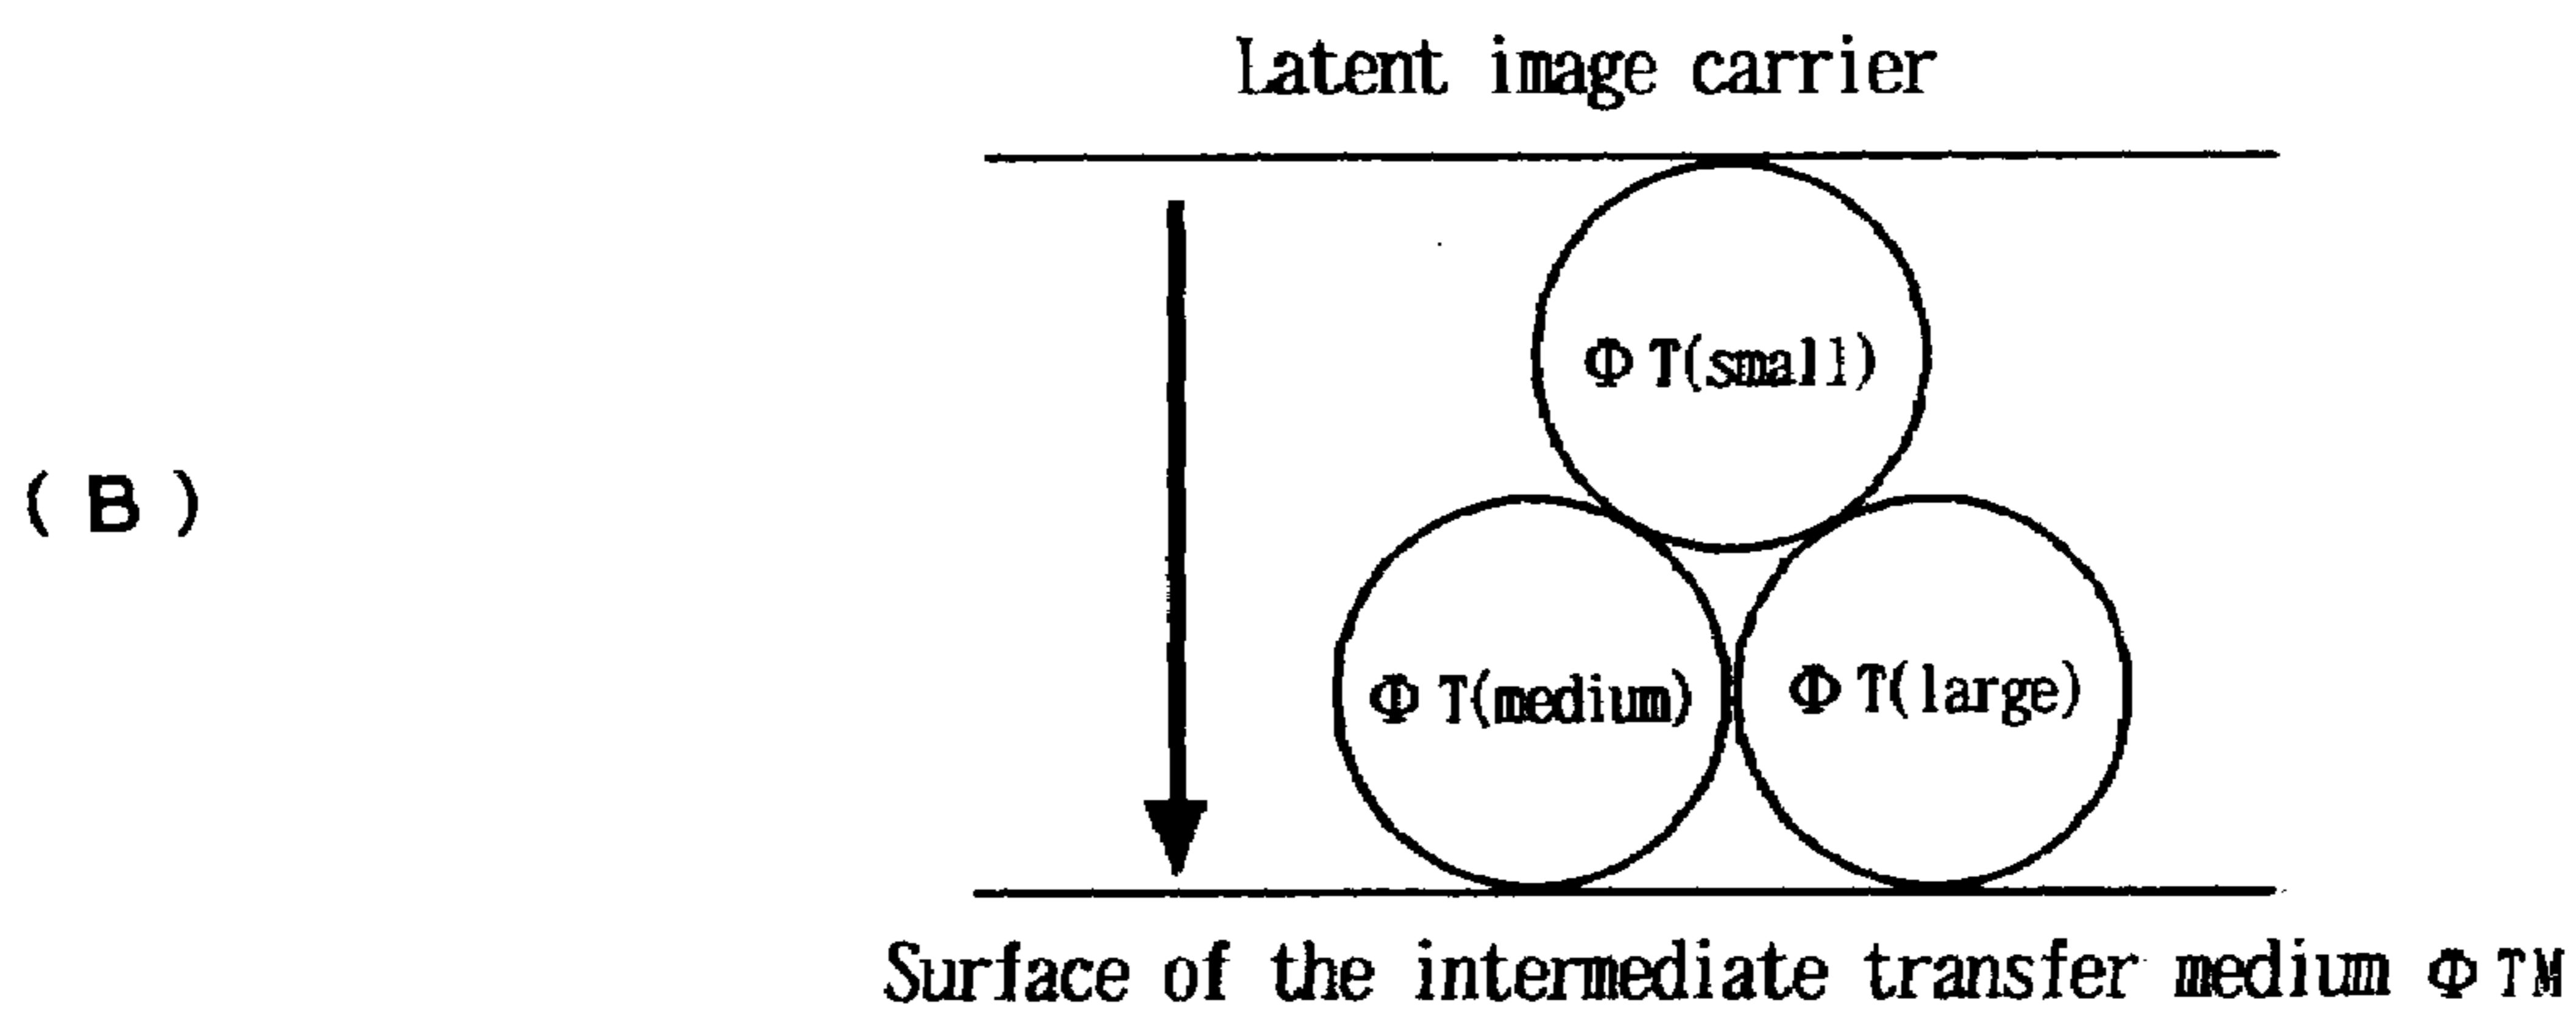 Latent image carrier
Φ T(small)
( B )
Φ T(medium)
Φ T(large)
Surface of the intermediate transfer medium Φ TM